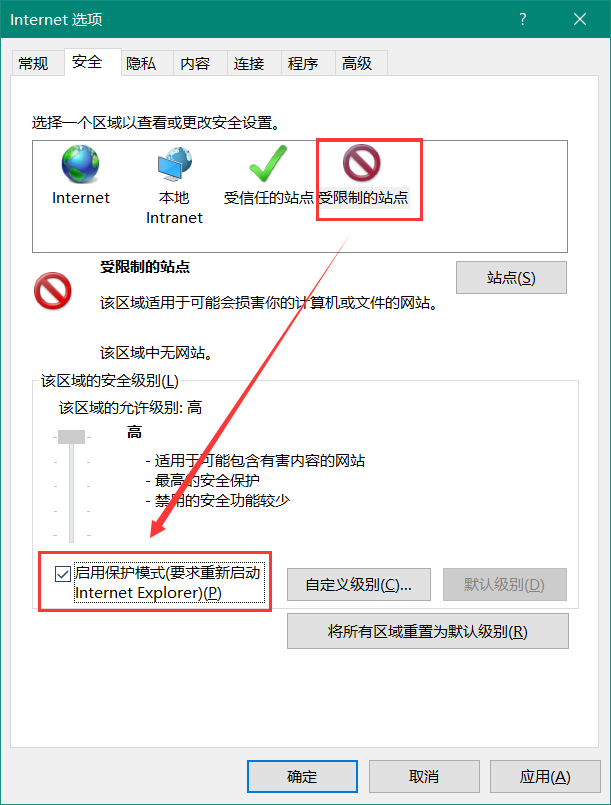 Internet 选项
?
常规 安全 隐私 内容 连接 程序 高级
选择一个区域以查看或更改安全设置。
Internet
本地
Intranet
受信任的站点
受限制的站点
受限制的站点
站点(S)
该区域适用于可能会损害你的计算机或文件的网站。
该区域中无网站。
该区域的安全级别(L)
该区域的允许级别: 高
高
- 适用于可能包含有害内容的网站
- 最高的安全保护
- 禁用的安全功能较少
启用保护模式(要求重新启动
Internet Explorer)(P)
自定义级别(C)...
默认级别(D)
将所有区域重置为默认级别(R)
确定 取消 应用(A)